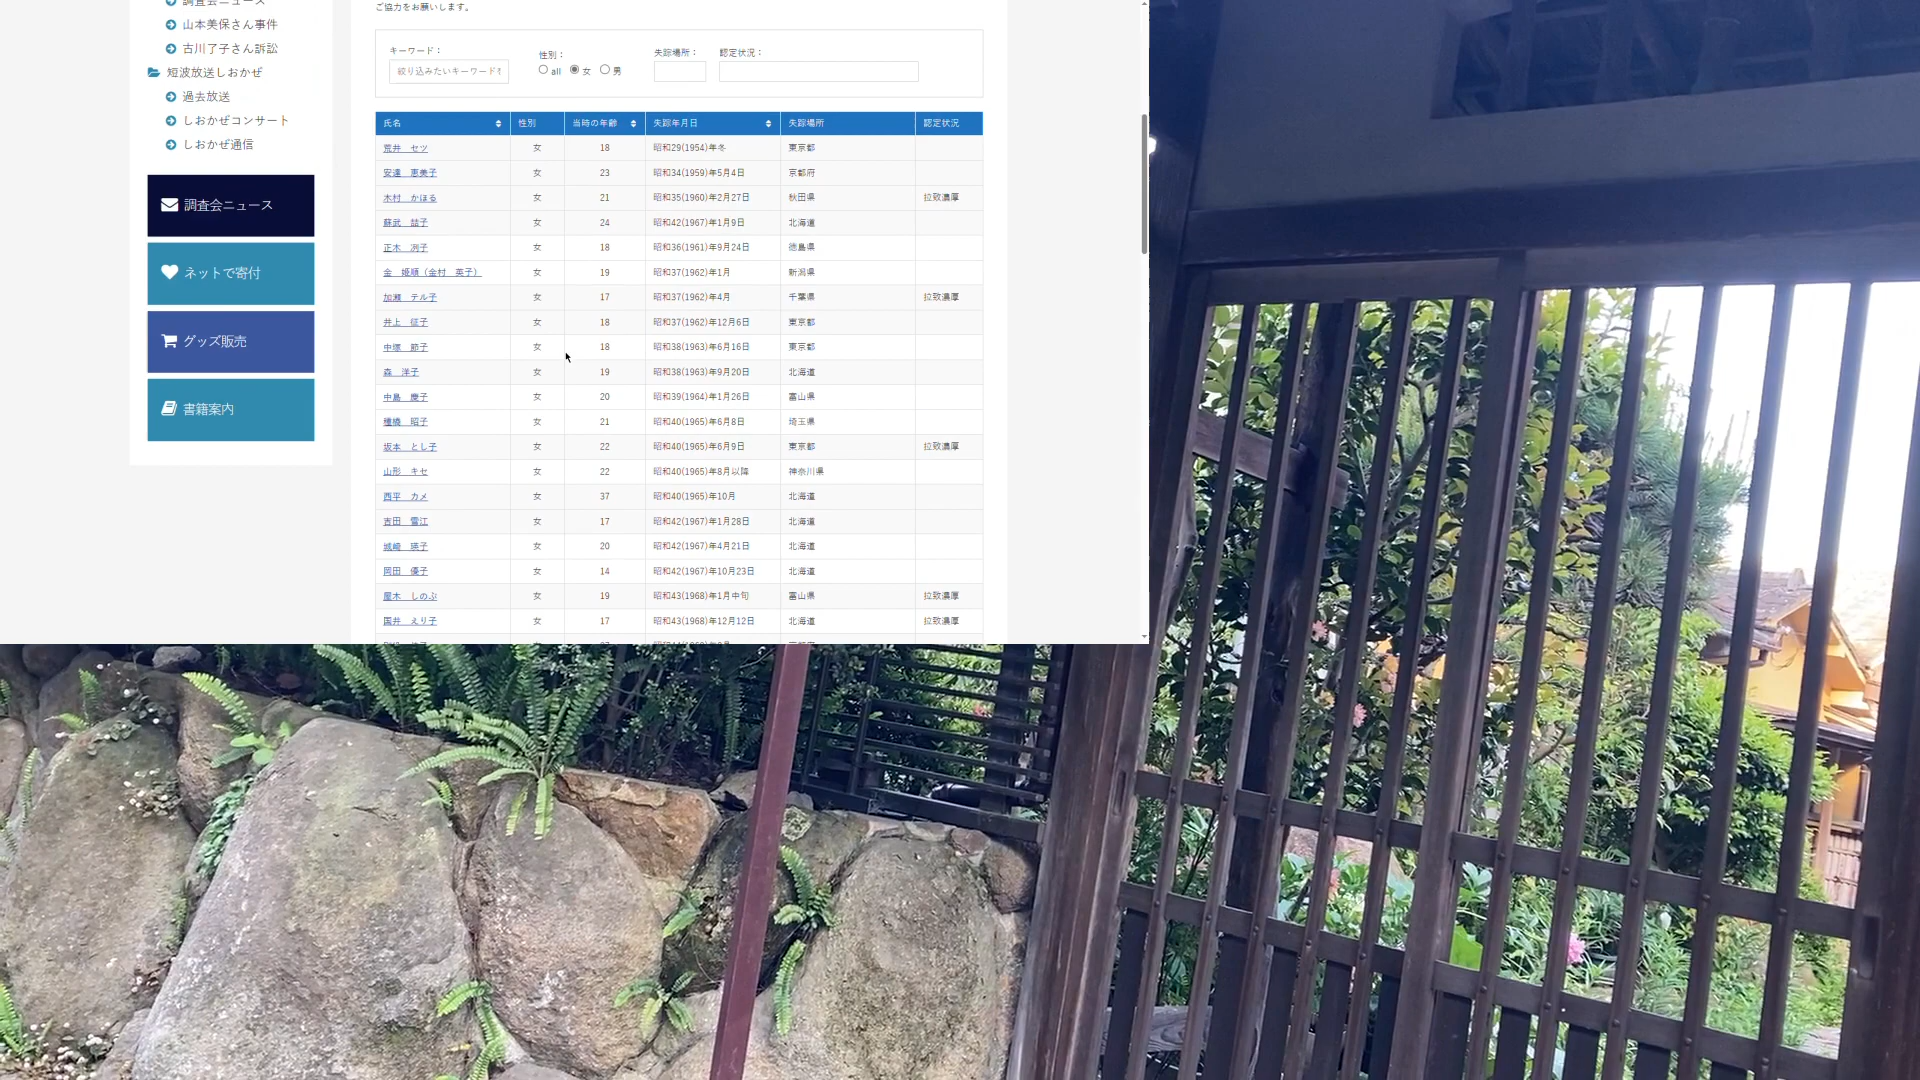 調査会ニュース
山本美保さん事件
古川了子さん訴訟
短波放送しおかぜ
過去放送
しおかぜコンサート
しおかぜ通信
調査会ニュース
ネットで寄付
グッズ販売
書籍案内
ご協力をお願いします。
キーワード： 性別： 失踪場所： 認定状況：
絞り込みたいキーワード all 女 男
氏名 性別 当時の年齢 失踪年月日 失踪場所 認定状況
荒井 セツ 女 18 昭和29(1954)年冬 東京都
安達 恵美子 女 23 昭和34(1959)年5月4日 京都府
木村 かほる 女 21 昭和35(1960)年2月27日 秋田県 拉致濃厚
蘇武 喆子 女 24 昭和42(1967)年1月9日 北海道
正木 冽子 女 18 昭和36(1961)年9月24日 徳島県
金 姫順（金村 英子） 女 19 昭和37(1962)年1月 新潟県
加瀬 テル子 女 17 昭和37(1962)年4月 千葉県 拉致濃厚
井上 征子 女 18 昭和37(1962)年12月6日 東京都
中塚 節子 女 18 昭和38(1963)年6月16日 東京都
森 洋子 女 19 昭和38(1963)年9月20日 北海道
中島 慶子 女 20 昭和39(1964)年1月26日 富山県
昭子 女 21 昭和40(1965)年6月8日 埼玉県
坂本 とし子 女 22 昭和40(1965)年6月9日 東京都 拉致濃厚
山形 キセ 女 22 昭和40(1965)年8月以降 神奈川県
西平 カメ 女 37 昭和40(1965)年10月 北海道
吉田 雪江 女 17 昭和42(1967)年1月28日 北海道
城崎 瑛子 女 20 昭和42(1967)年4月21日 北海道
岡田 優子 女 14 昭和42(1967)年10月23日 北海道
屋木 しのぶ 女 19 昭和43(1968)年1月中旬 富山県 拉致濃厚
国井 えり子 女 17 昭和43(1968)年12月12日 北海道 拉致濃厚